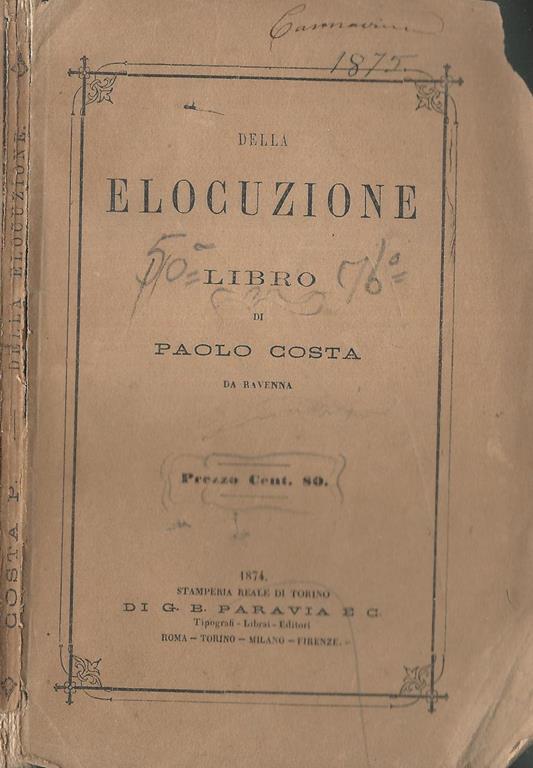 1875.
DELLA
ELOCUZIONE
LIBRO
DI
PAOLO COSTA
DA RAVENNA
Prezzo Cent. 80.
1874.
STAMPERIA REALE DI TORINO
DI G. B. PARAVIA E C.
Tipografi - Librai - Editori
ROMA — TORINO — MILANO — FIRENZE.
COSTA P. — DELLA ELOCUZIONE.